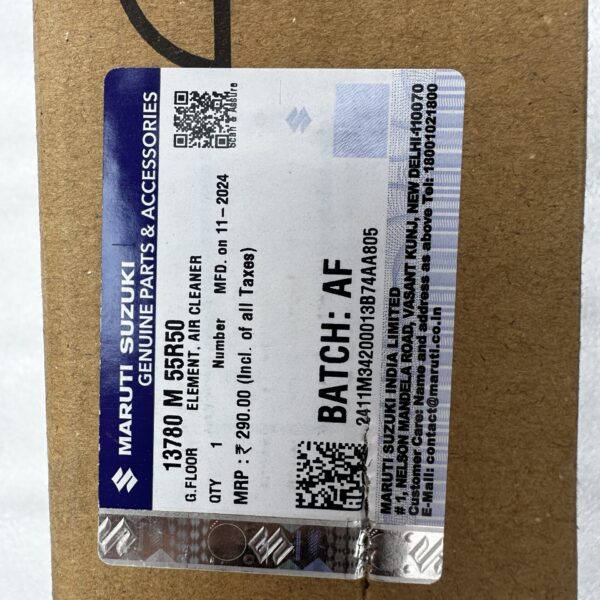 MARUTI SUZUKI
GENUINE PARTS & ACCESSORIES
Scan & Assure
13780 M 55R50
G.FLOOR ELEMENT, AIR CLEANER
QTY 1 Number MFD. on 11-2024
MRP : ₹ 290.00 (Incl. of all Taxes)
BATCH: AF
2411M34200013B74AA805
MARUTI SUZUKI INDIA LIMITED
# 1, NELSON MANDELA ROAD, VASANT KUNJ, NEW DELHI-110070
Customer Care: Name and address as above Tel: 18001021800
E-Mail: contact@maruti.co.in